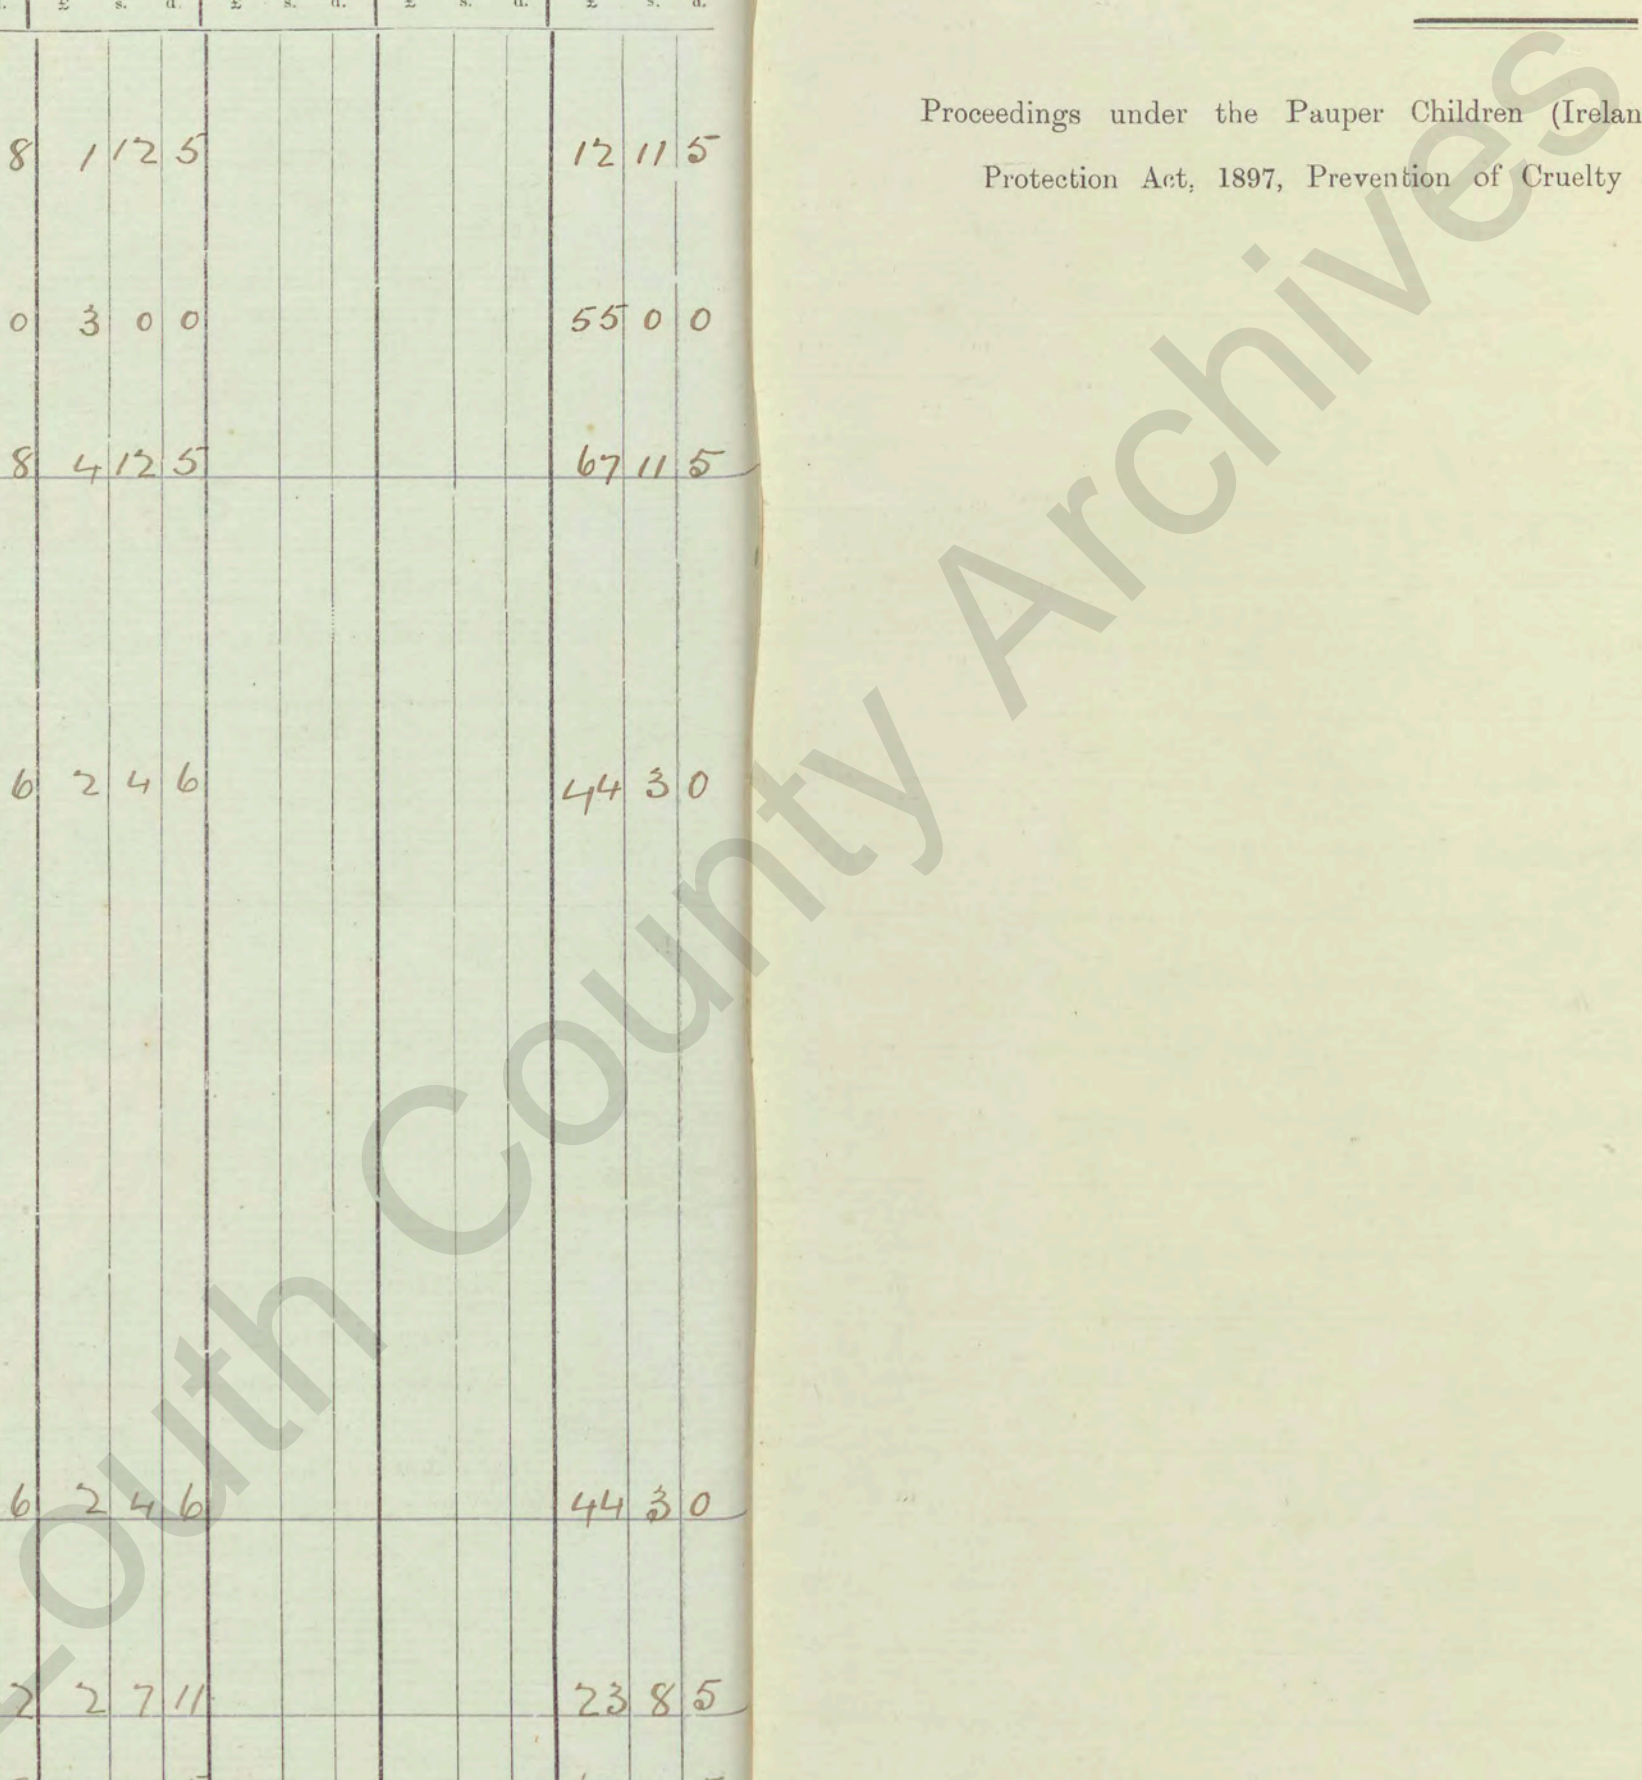 £ s. d. £ s. d. £ s. d. £ s. d.
8 1 12 5 12 11 5
0 3 0 0 55 0 0
8 4 12 5 67 11 5
6 2 4 6 44 3 0
6 2 4 6 44 3 0
2 2 7 11 23 8 5
Proceedings under the Pauper Children (Irelan
Protection Act, 1897, Prevention of Cruelty
Louth County Archives